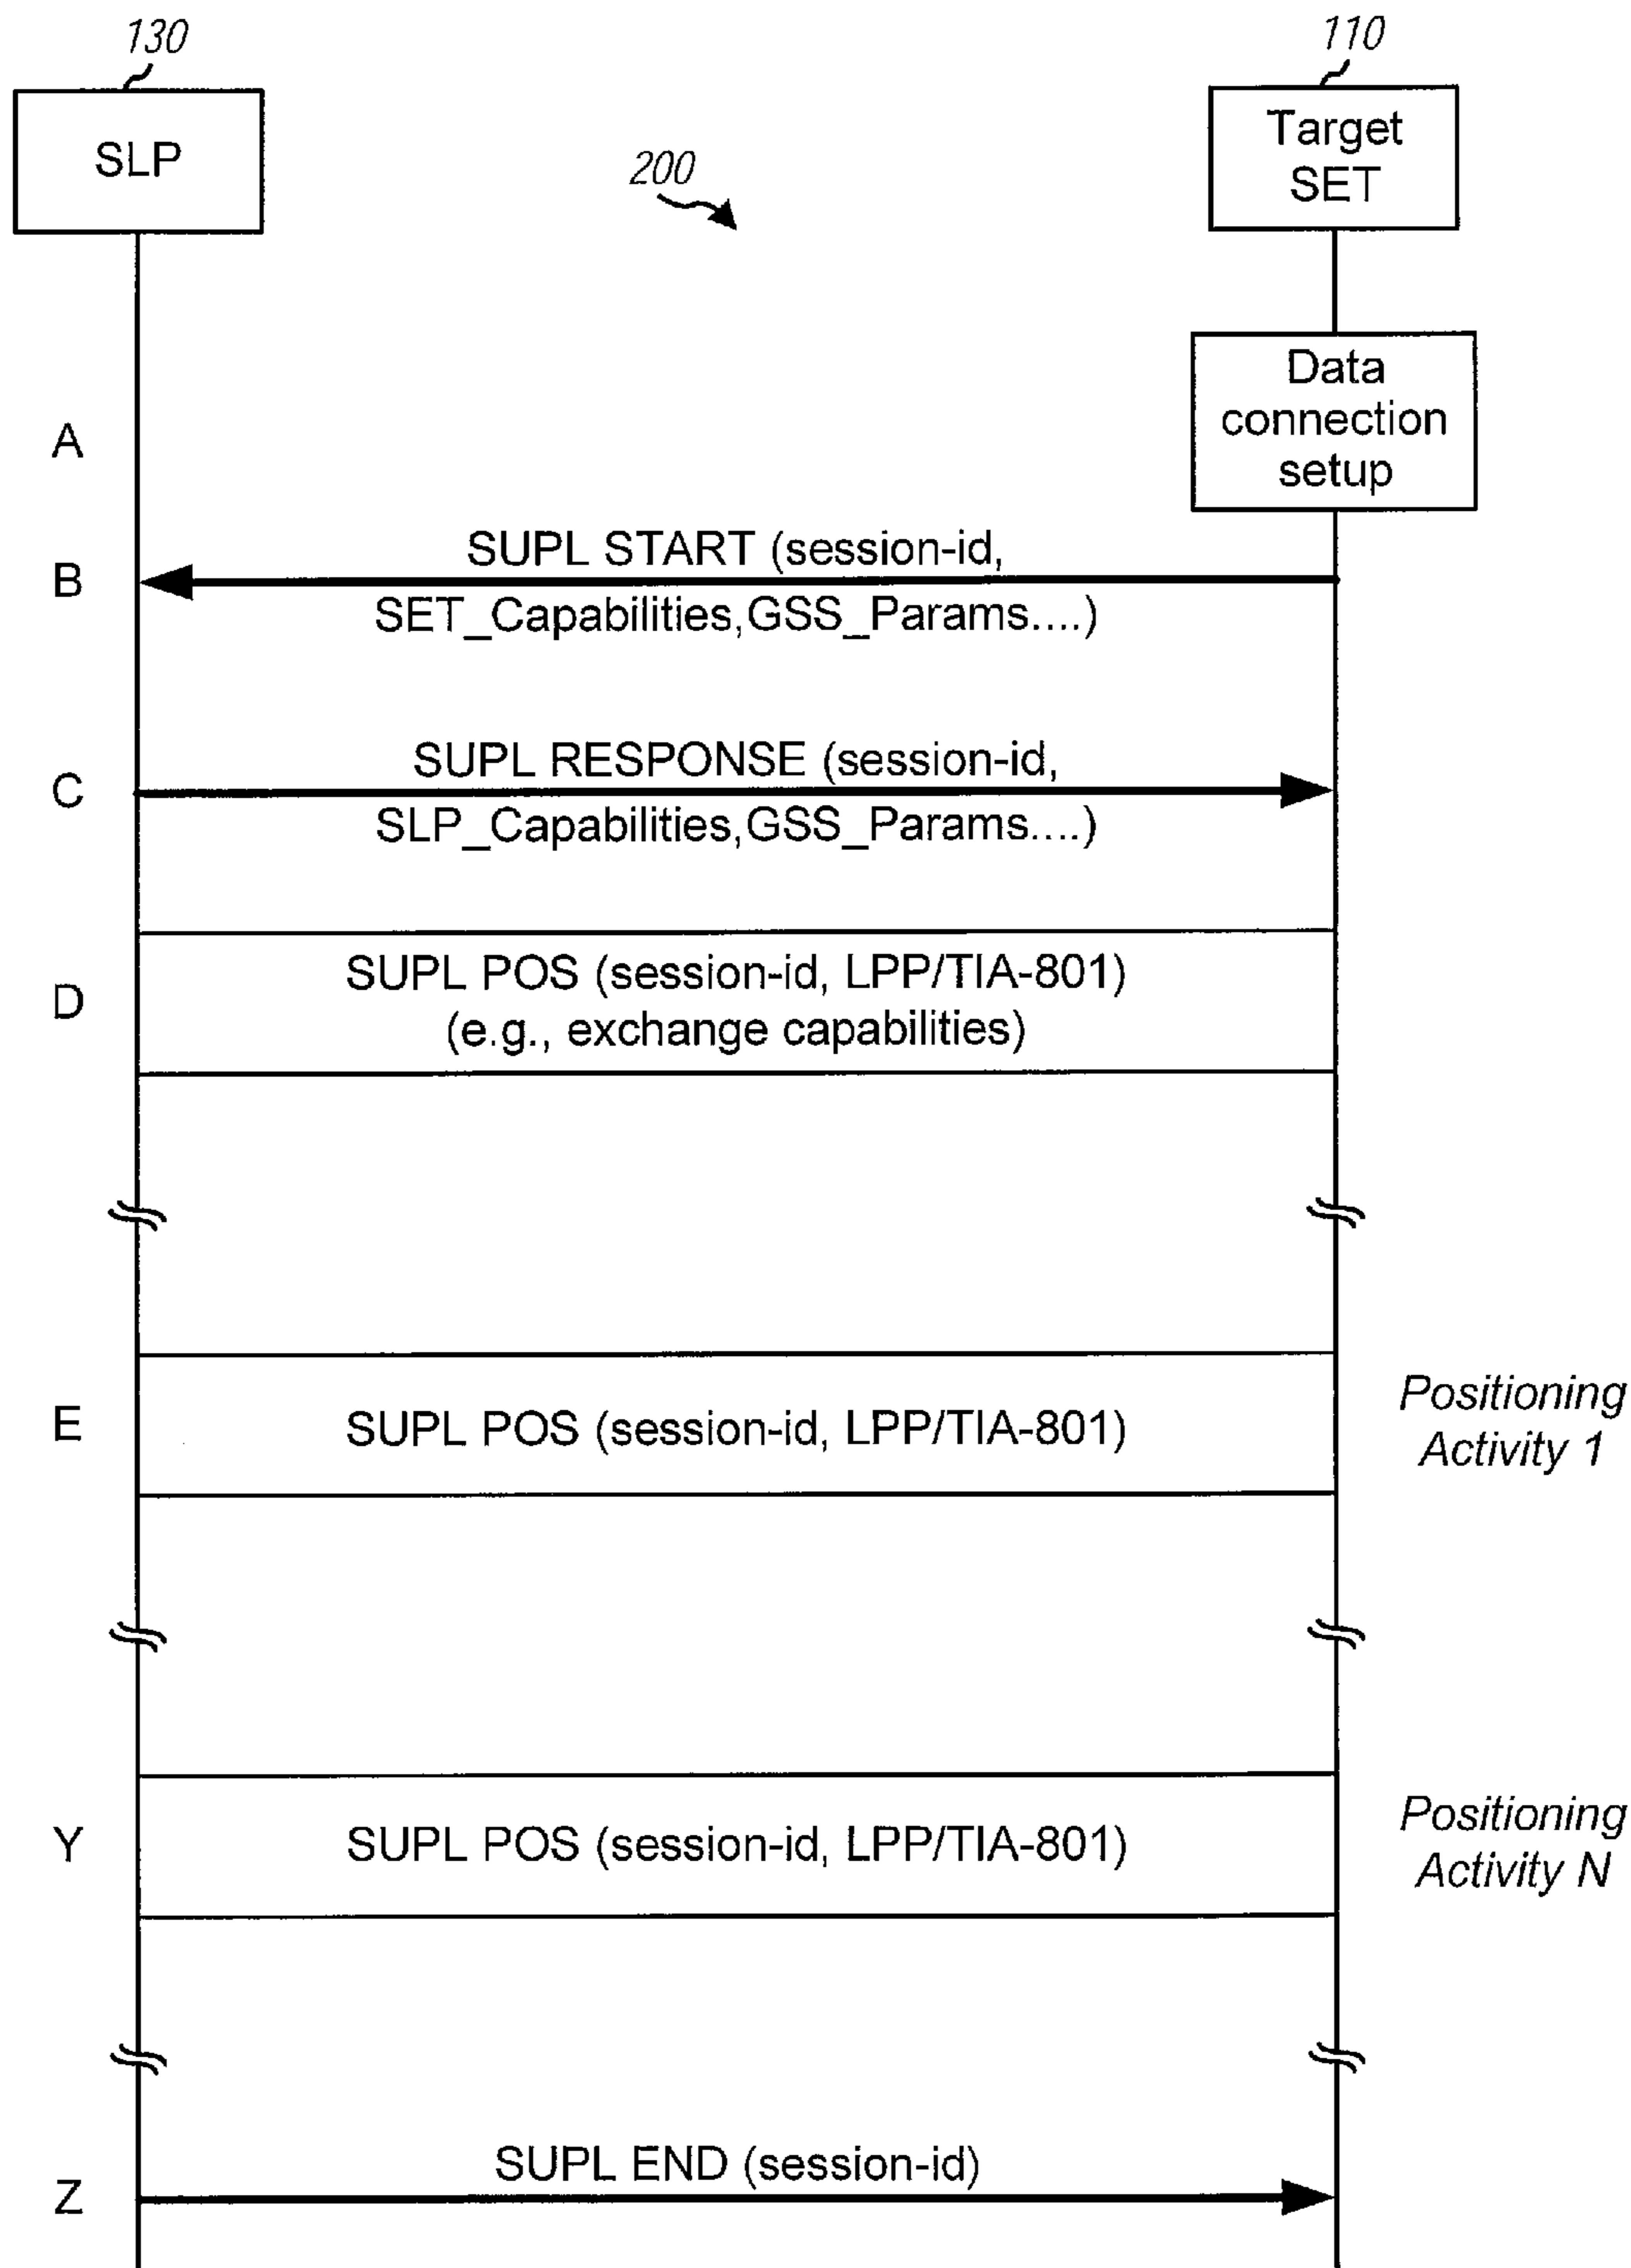 130
110
SLP
Target
SET
200
Data
connection
setup
A
SUPL START (session-id,
B
SET_Capabilities,GSS_Params....)
SUPL RESPONSE (session-id,
C
SLP_Capabilities,GSS_Params....)
D
SUPL POS (session-id, LPP/TIA-801)
(e.g., exchange capabilities)
E
SUPL POS (session-id, LPP/TIA-801)
Positioning
Activity 1
Y
SUPL POS (session-id, LPP/TIA-801)
Positioning
Activity N
SUPL END (session-id)
Z